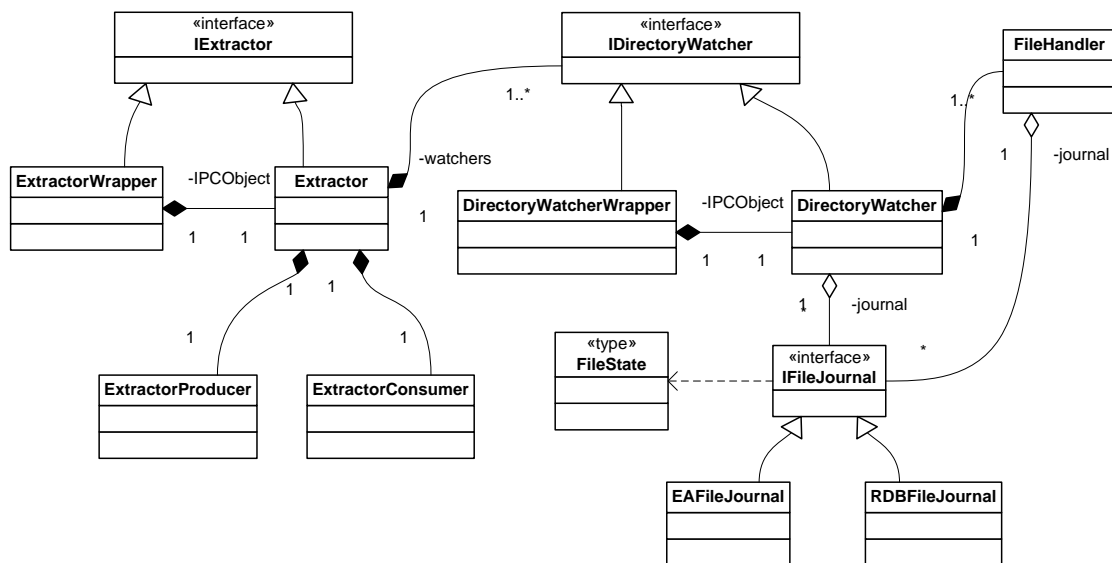 «interface»
IExtractor
«interface»
IDirectoryWatcher
FileHandler
1..*
1..*
1
-journal
-watchers
ExtractorWrapper
-IPCObject
Extractor
1
1
1
DirectoryWatcherWrapper
-IPCObject
DirectoryWatcher
1
1
1
1
1
1
1
*
-journal
1
1
«type»
FileState
«interface»
IFileJournal
*
ExtractorProducer
ExtractorConsumer
EAFileJournal
RDBFileJournal